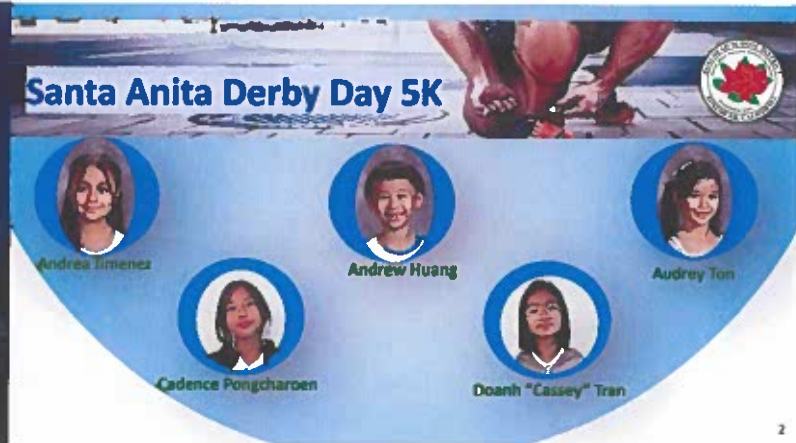 Santa Anita Derby Day 5K
Andrea Jimenez
Andrew Huang
Audrey Ton
Cadence Pongcharoen
Doanh "Cassey" Tran
2